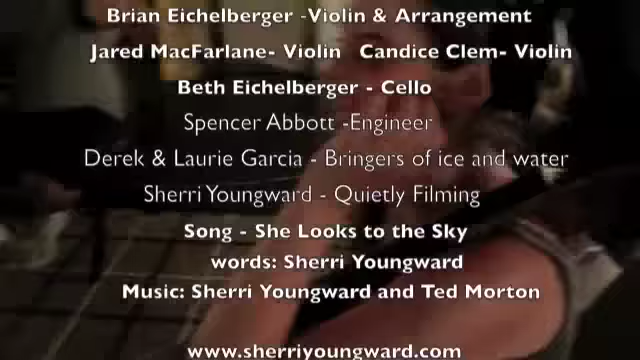 Brian Eichelberger -Violin & Arrangement
Jared MacFarlane- Violin Candice Clem- Violin
Beth Eichelberger - Cello
Spencer Abbott -Engineer
Derek & Laurie Garcia - Bringers of ice and water
Sherri Youngward - Quietly Filming
Song - She Looks to the Sky
words: Sherri Youngward
Music: Sherri Youngward and Ted Morton
www.sherriyoungward.com